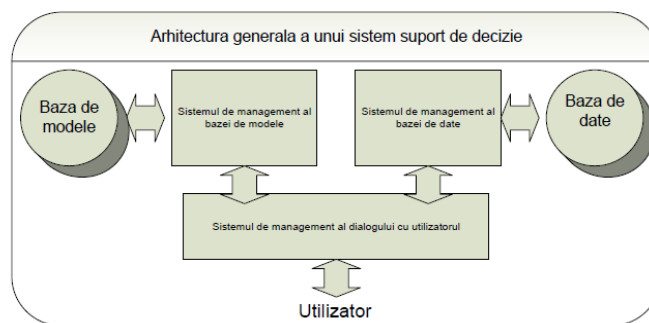 Arhitectura generala a unui sistem suport de decizie
Baza de
modele
Sistemul de management al
bazei de modele
Sistemul de management al
bazei de date
Baza de
date
Sistemul de management al dialogului cu utilizatorul
Utilizator